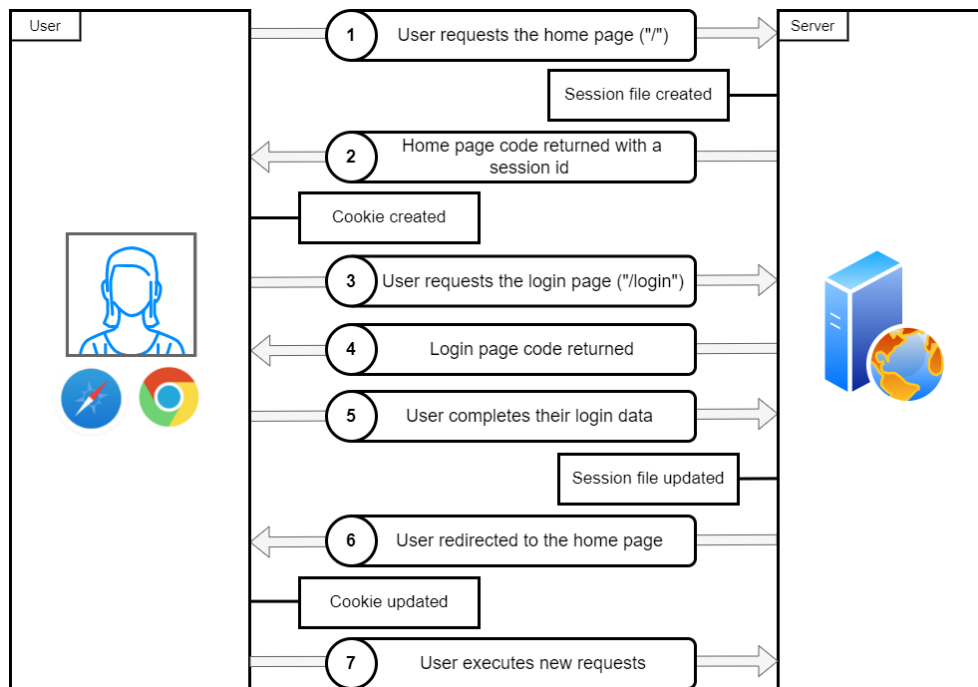 User
Server
1
User requests the home page ("/")
Session file created
2
Home page code returned with a
session id
Cookie created
3
User requests the login page ("/login")
4
Login page code returned
5
User completes their login data
Session file updated
6
User redirected to the home page
Cookie updated
7
User executes new requests